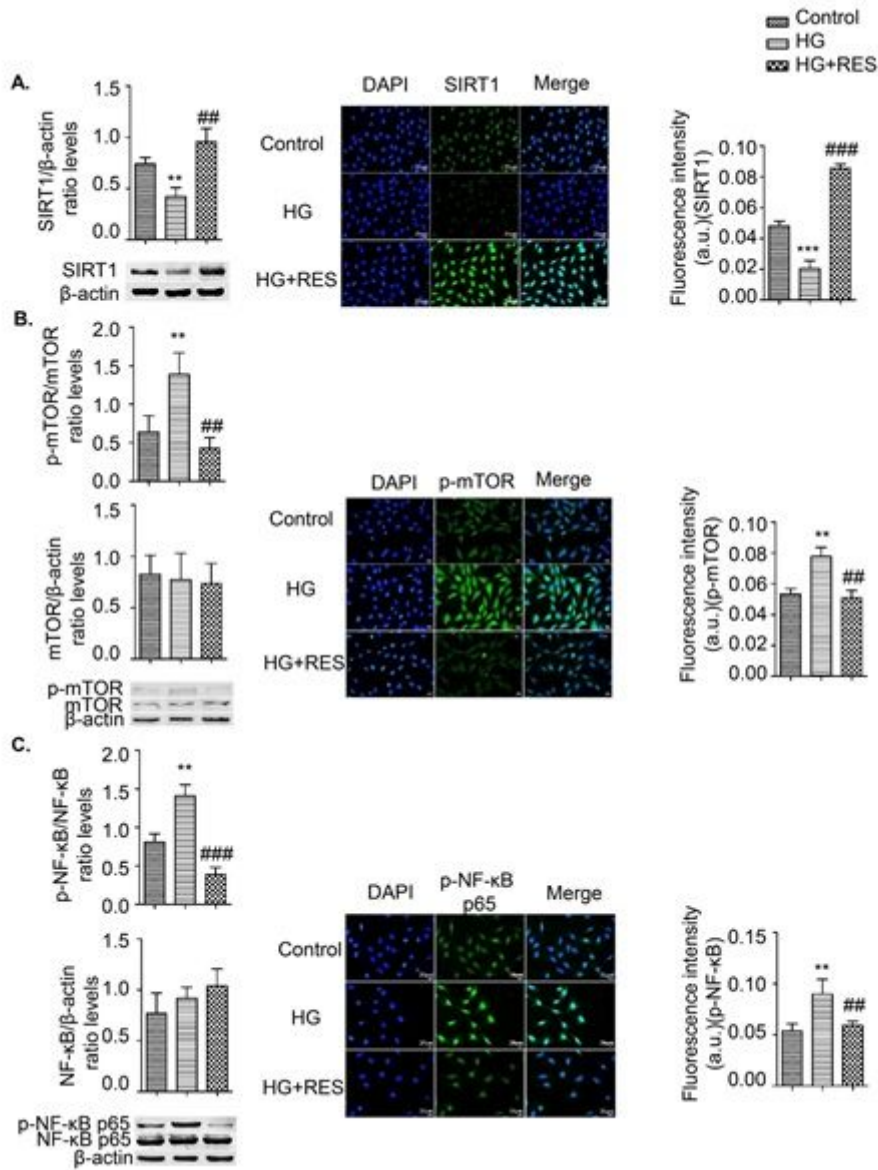 Control
HG
HG+RES
A.
SIRT1/β-actin
ratio levels
1.5
1.0
0.5
0.0
**
##
SIRT1
β-actin
DAPI SIRT1 Merge
Control
HG
HG+RES
Fluorescence intensity
(a.u.)(SIRT1)
0.10
0.08
0.06
0.04
0.02
0.00
***
###
B.
p-mTOR/mTOR
ratio levels
2.0
1.5
1.0
0.5
0.0
**
##
mTOR/β-actin
ratio levels
1.5
1.0
0.5
0.0
p-mTOR
mTOR
β-actin
DAPI p-mTOR Merge
Control
HG
HG+RES
Fluorescence intensity
(a.u.)(p-mTOR)
0.10
0.08
0.06
0.04
0.02
0.00
**
##
C.
p-NF-κB/NF-κB
ratio levels
2.0
1.5
1.0
0.5
0.0
**
###
NF-κB/β-actin
ratio levels
1.5
1.0
0.5
0.0
p-NF-κB p65
NF-κB p65
β-actin
DAPI p-NF-κB p65 Merge
Control
HG
HG+RES
Fluorescence intensity
(a.u.)(p-NF-κB)
0.15
0.10
0.05
0.00
**
##